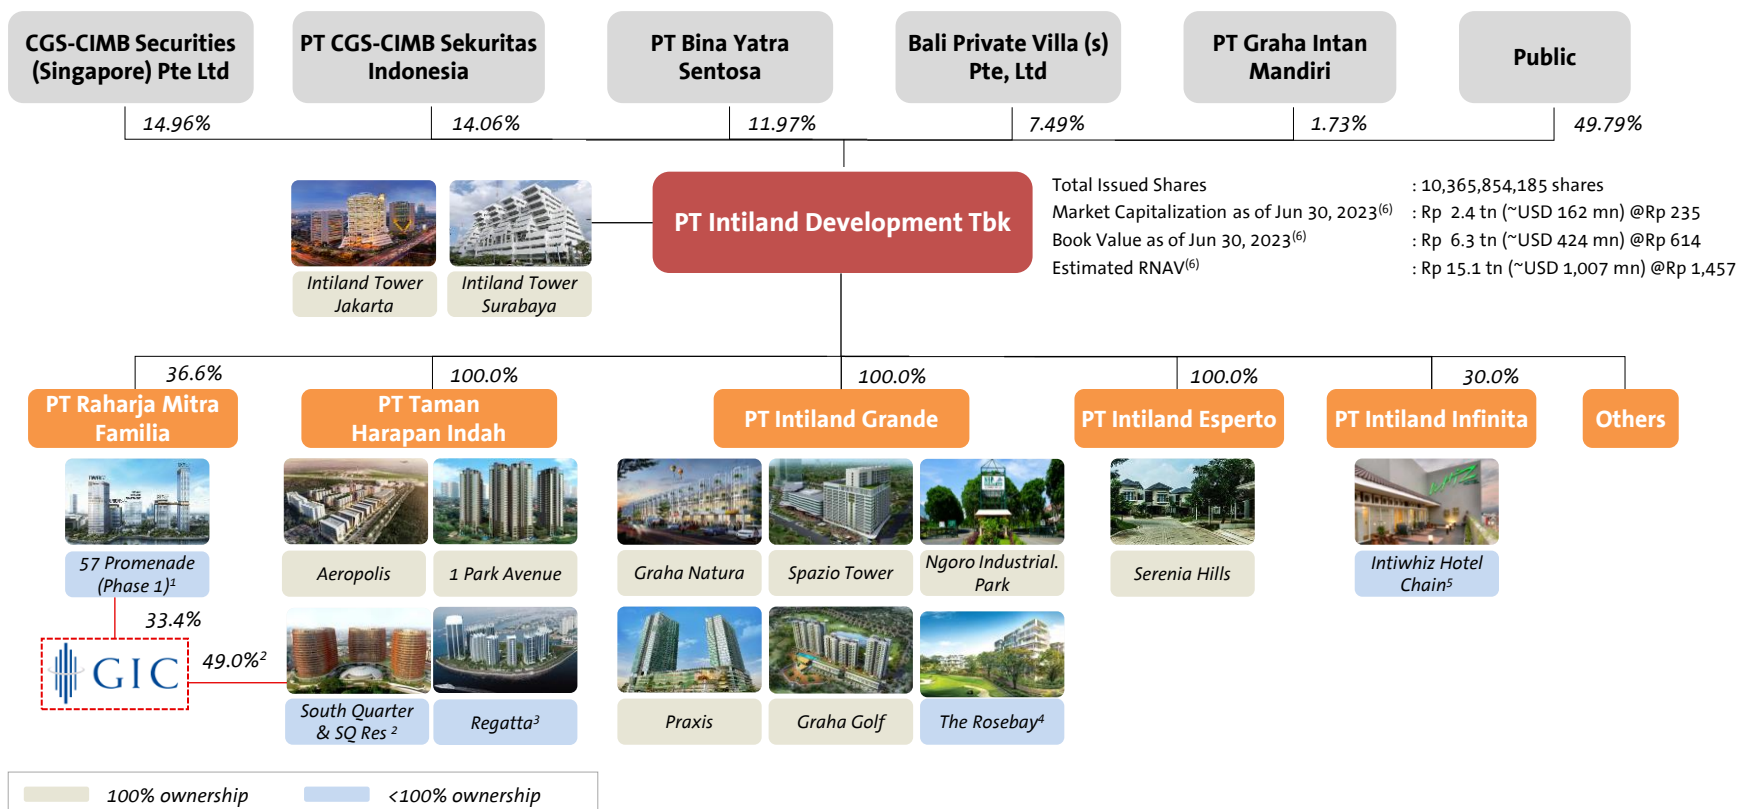 CGS-CIMB Securities
(Singapore) Pte Ltd
PT CGS-CIMB Sekuritas
Indonesia
PT Bina Yatra
Sentosa
Bali Private Villa (s)
Pte, Ltd
PT Graha Intan
Mandiri
Public
14.96%
14.06%
11.97%
7.49%
1.73%
49.79%
PT Intiland Development Tbk
Total Issued Shares : 10,365,854,185 shares
Market Capitalization as of Jun 30, 2023(6) : Rp 2.4 tn (~USD 162 mn) @Rp 235
Book Value as of Jun 30, 2023(6) : Rp 6.3 tn (~USD 424 mn) @Rp 614
Estimated RNAV(6) : Rp 15.1 tn (~USD 1,007 mn) @Rp 1,457
Intiland Tower
Jakarta
Intiland Tower
Surabaya
36.6%
100.0%
100.0%
100.0%
30.0%
PT Raharja Mitra
Familia
PT Taman
Harapan Indah
PT Intiland Grande
PT Intiland Esperto
PT Intiland Infinita
Others
57 Promenade
(Phase 1)1
Aeropolis
1 Park Avenue
Graha Natura
Spazio Tower
Ngoro Industrial.
Park
Serenia Hills
Intiwhiz Hotel
Chain5
33.4%
GIC
49.0%2
South Quarter
& SQ Res 2
Regatta3
Praxis
Graha Golf
The Rosebay4
100% ownership
<100% ownership